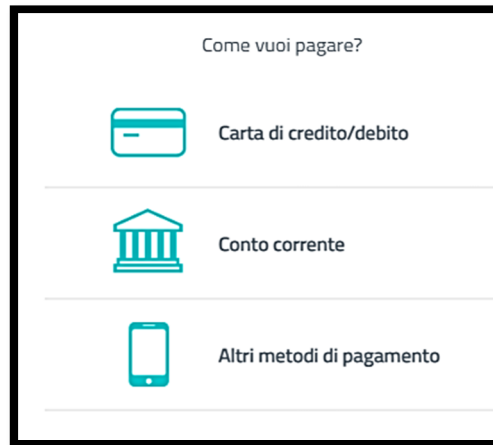 Come vuoi pagare?
Carta di credito/debito
Conto corrente
Altri metodi di pagamento